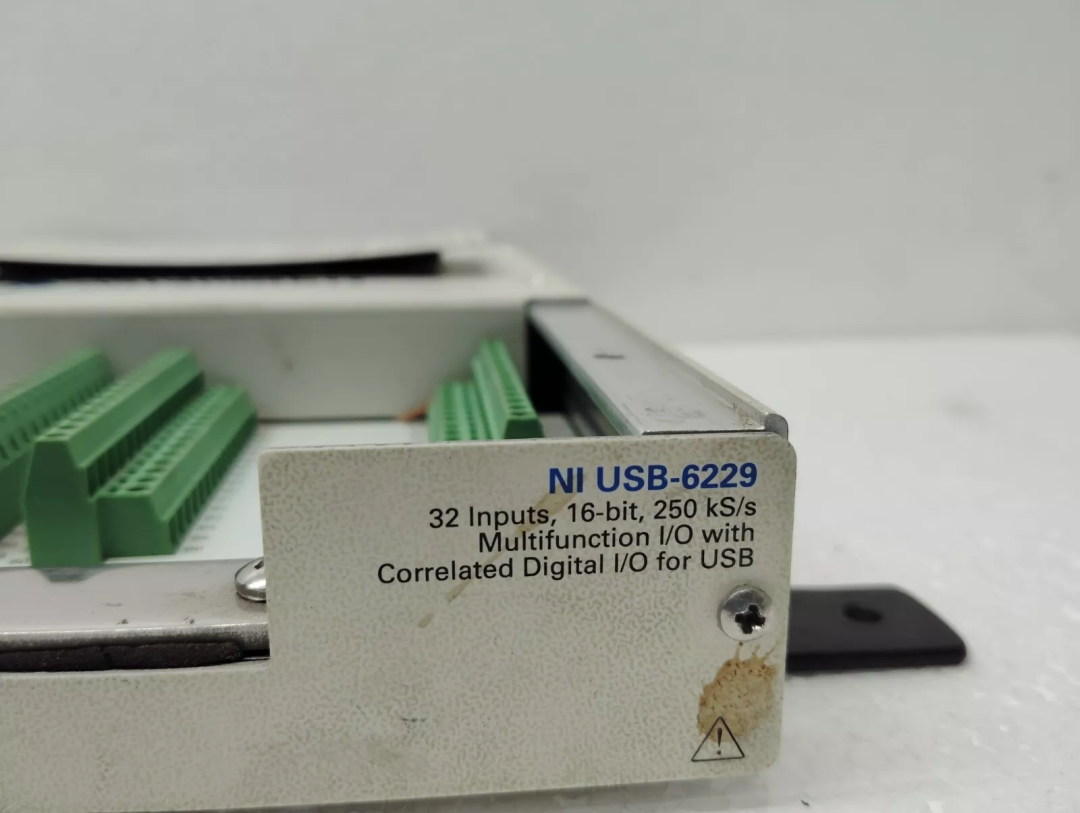 NI USB-6229
32 Inputs, 16-bit, 250 kS/s
Multifunction I/O with
Correlated Digital I/O for USB